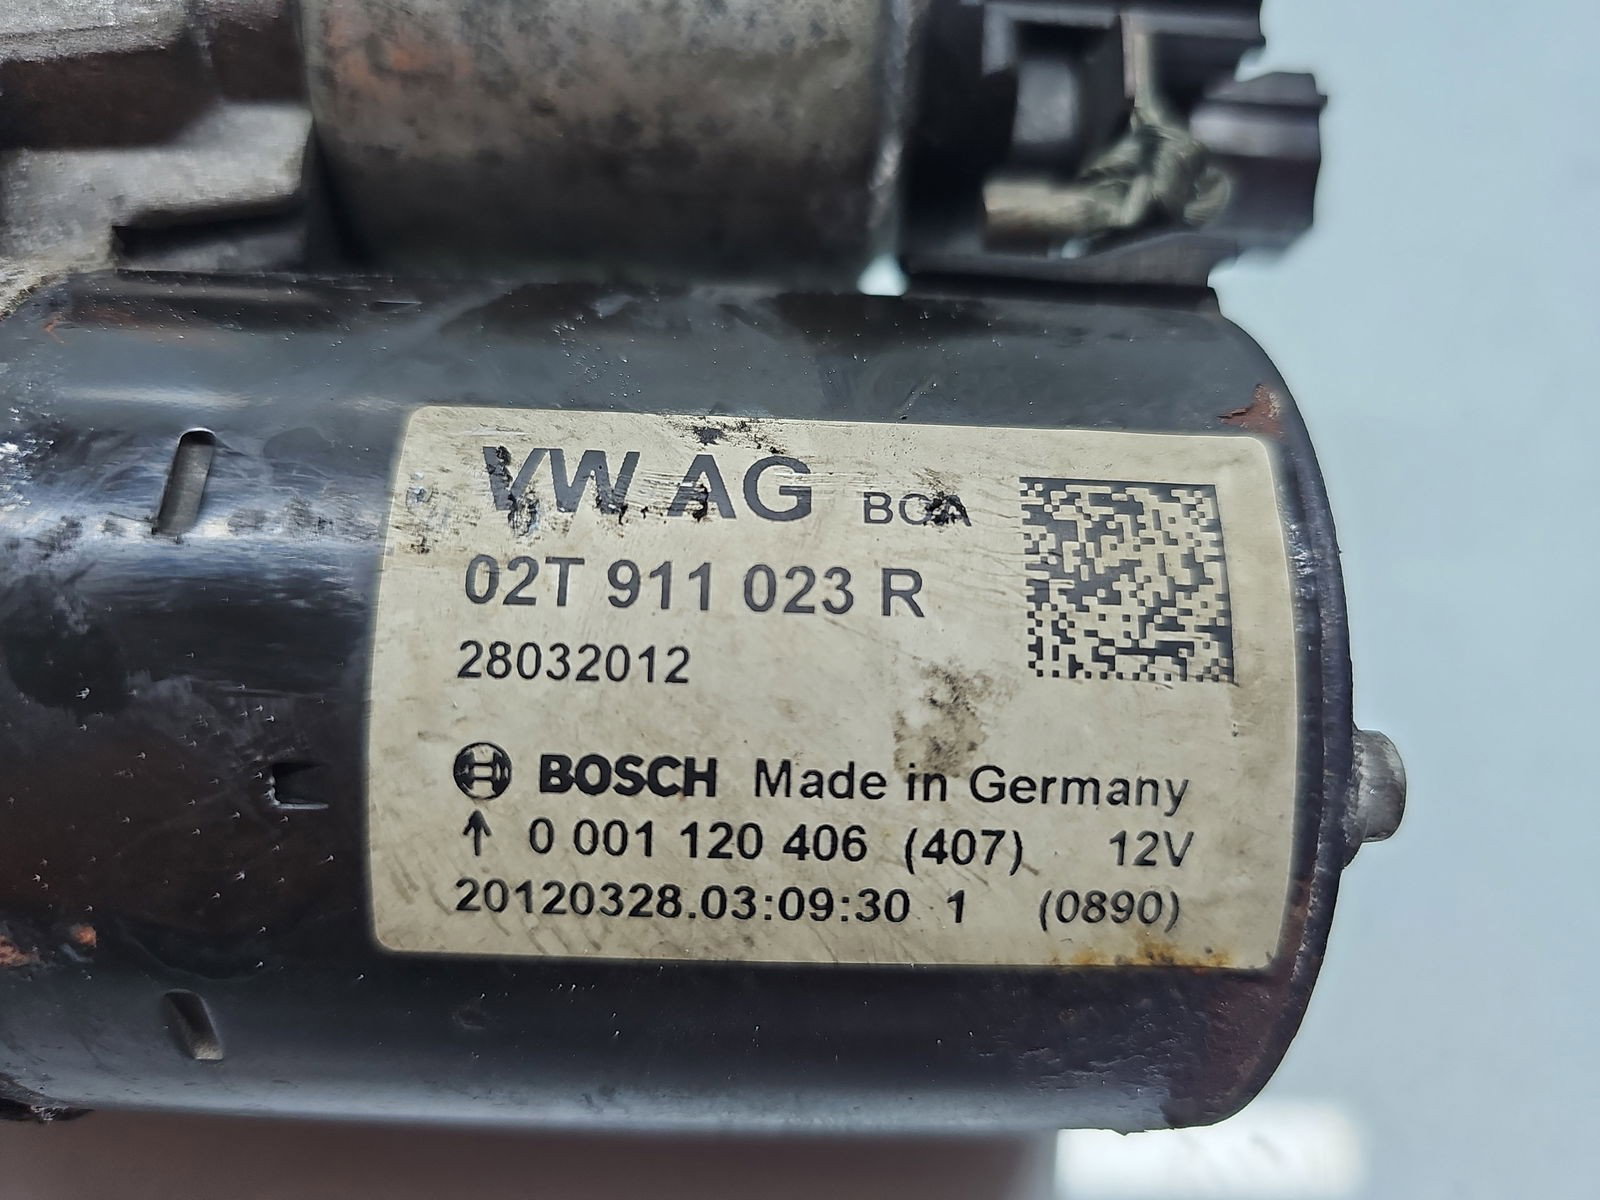 VW AG
02T 911 023 R
28032012
BOSCH Made in Germany
↑ 0 001 120 406 (407) 12V
20120328.03:09:30 1 (0890)